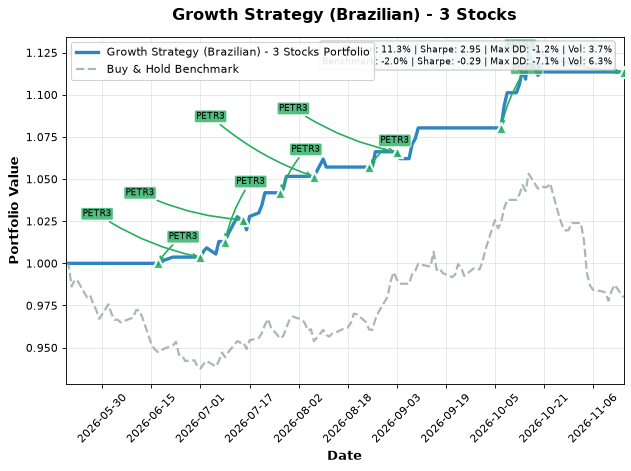 Growth Strategy (Brazilian) - 3 Stocks
Growth Strategy (Brazilian) - 3 Stocks Portfolio
Buy & Hold Benchmark
: 11.3% | Sharpe: 2.95 | Max DD: -1.2% | Vol: 3.7%
Benchmark: -2.0% | Sharpe: -0.29 | Max DD: -7.1% | Vol: 6.3%
PETR3
PETR3
PETR3
PETR3
PETR3
PETR3
PETR3
PETR3
PETR3
Portfolio Value
1.125
1.100
1.075
1.050
1.025
1.000
0.975
0.950
2026-05-30
2026-06-15
2026-07-01
2026-07-17
2026-08-02
2026-08-18
2026-09-03
2026-09-19
2026-10-05
2026-10-21
2026-11-06
Date